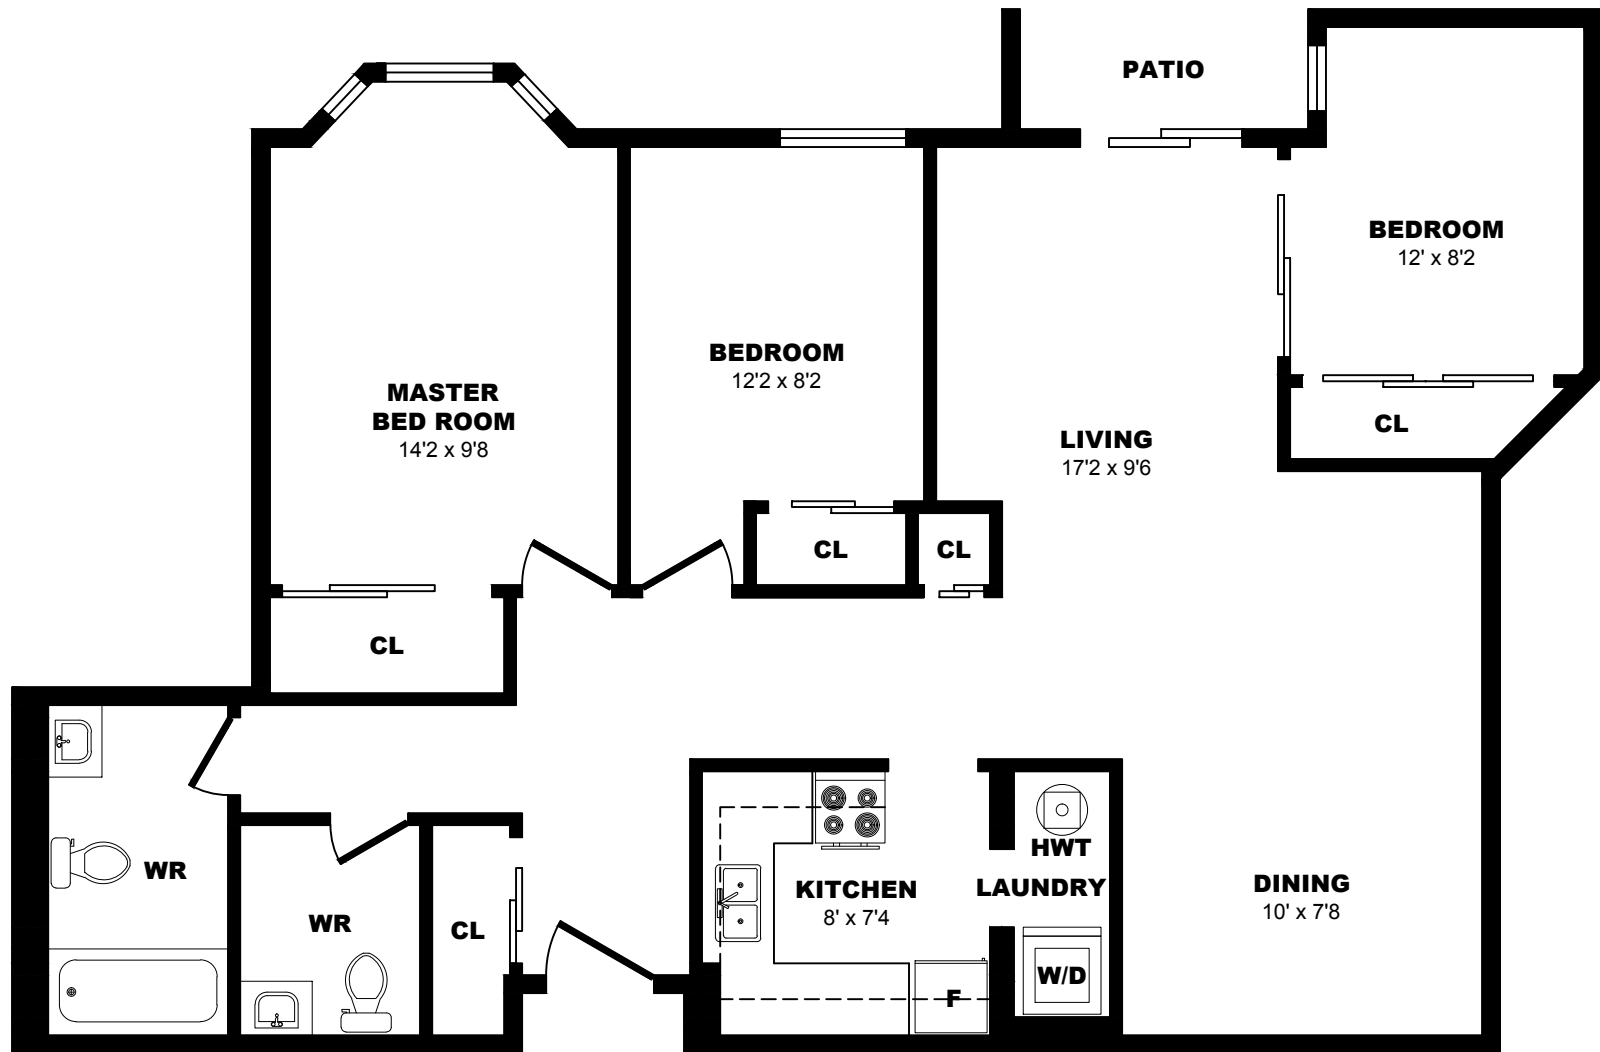 PATIO
BEDROOM
12' x 8'2
BEDROOM
12'2 x 8'2
MASTER
BED ROOM
14'2 x 9'8
LIVING
17'2 x 9'6
CL
CL
CL
CL
WR
WR
CL
KITCHEN
8' x 7'4
HWT
LAUNDRY
W/D
F
DINING
10' x 7'8